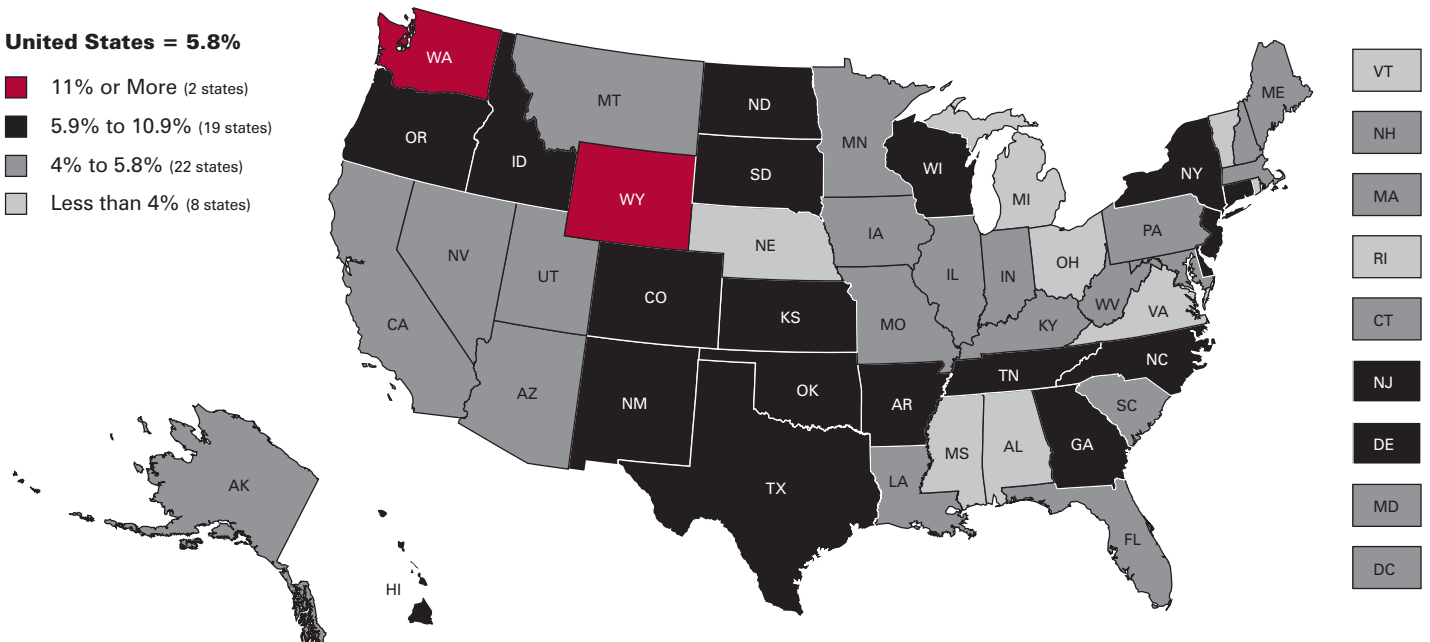 United States = 5.8%
11% or More (2 states)
5.9% to 10.9% (19 states)
4% to 5.8% (22 states)
Less than 4% (8 states)
WA
OR
ID
MT
WY
ND
SD
NE
MN
WI
MI
IA
NV
UT
CA
AZ
CO
KS
NM
OK
TX
MO
AR
LA
IL
IN
OH
KY
TN
MS
AL
GA
FL
SC
NC
VA
WV
PA
NY
ME
AK
HI
VT
NH
MA
RI
CT
NJ
DE
MD
DC